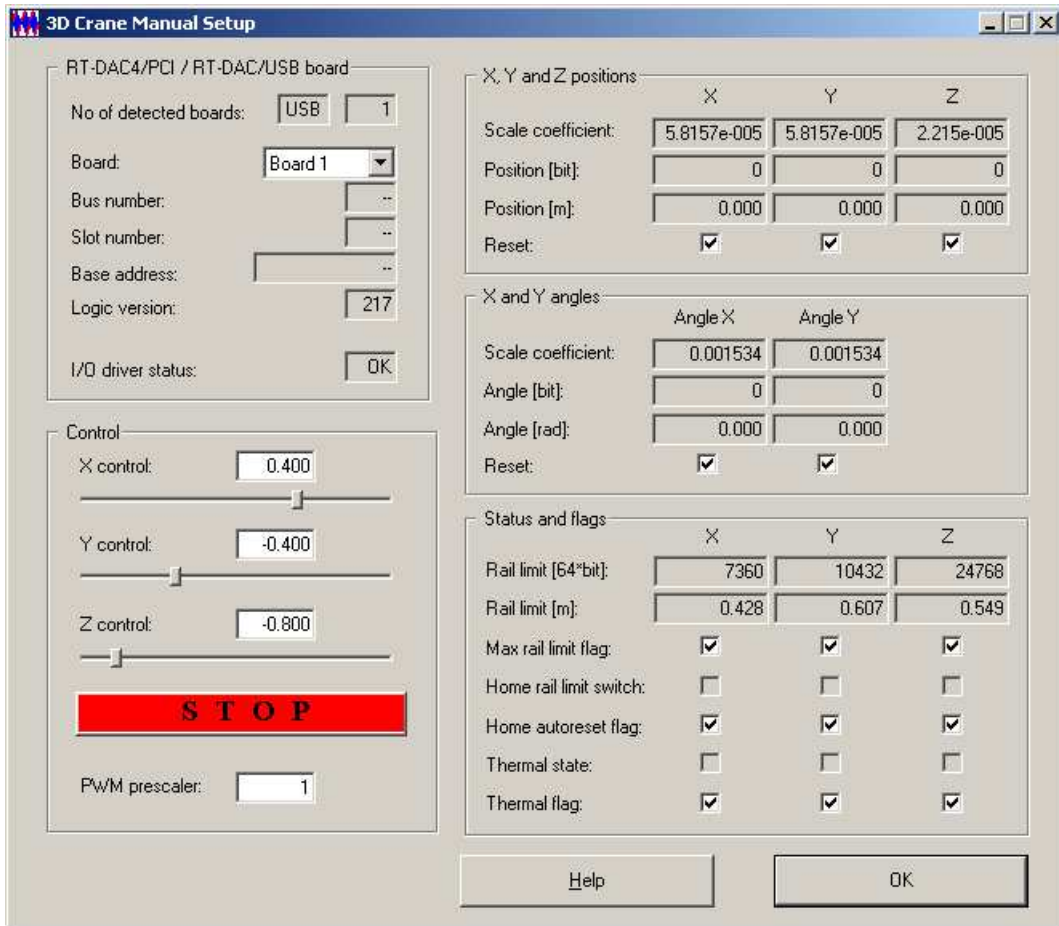 3D Crane Manual Setup
RT-DAC4/PCI / RT-DAC/USB board
No of detected boards: USB 1
Board: Board 1
Bus number: --
Slot number: --
Base address: --
Logic version: 217
I/O driver status: OK
Control
X control: 0.400
Y control: -0.400
Z control: -0.800
S T O P
PWM prescaler: 1
X, Y and Z positions
X Y Z
Scale coefficient: 5.8157e-005 5.8157e-005 2.215e-005
Position [bit]: 0 0 0
Position [m]: 0.000 0.000 0.000
Reset:
X and Y angles
Angle X Angle Y
Scale coefficient: 0.001534 0.001534
Angle [bit]: 0 0
Angle [rad]: 0.000 0.000
Reset:
Status and flags
X Y Z
Rail limit [64*bit]: 7360 10432 24768
Rail limit [m]: 0.428 0.607 0.549
Max rail limit flag:
Home rail limit switch:
Home autoreset flag:
Thermal state:
Thermal flag:
Help OK